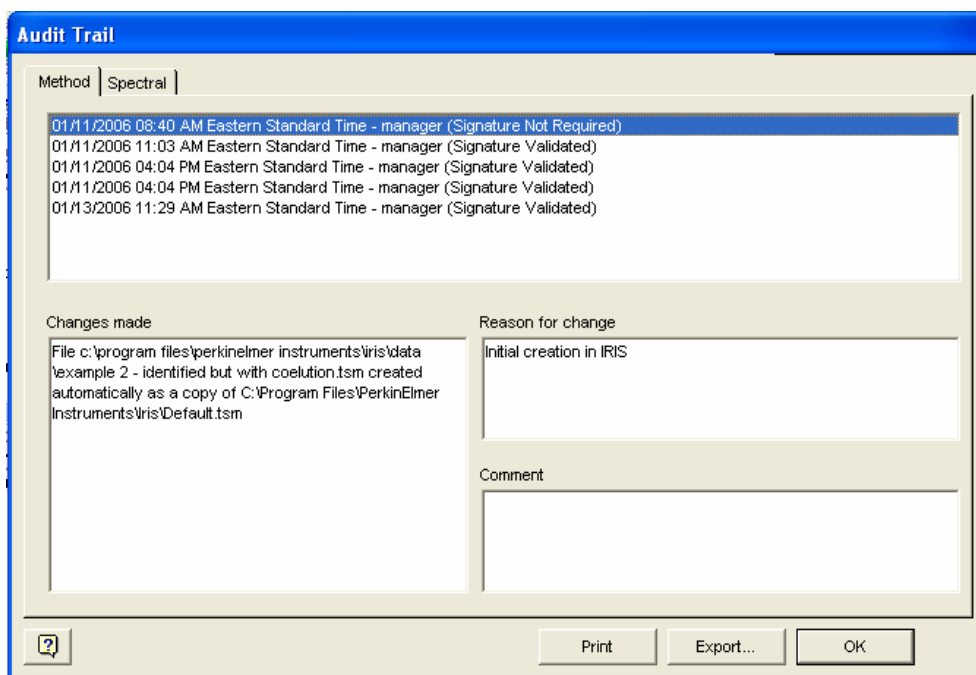 Audit Trail
Method
Spectral
01/11/2006 08:40 AM Eastern Standard Time - manager (Signature Not Required)
01/11/2006 11:03 AM Eastern Standard Time - manager (Signature Validated)
01/11/2006 04:04 PM Eastern Standard Time - manager (Signature Validated)
01/11/2006 04:04 PM Eastern Standard Time - manager (Signature Validated)
01/13/2006 11:29 AM Eastern Standard Time - manager (Signature Validated)
Changes made
File c:\program files\perkinelmer instruments\iris\data
\example 2 - identified but with coelution.tsm created
automatically as a copy of C:\Program Files\PerkinElmer
Instruments\Iris\Default.tsm
Reason for change
Initial creation in IRIS
Comment
?
Print
Export...
OK